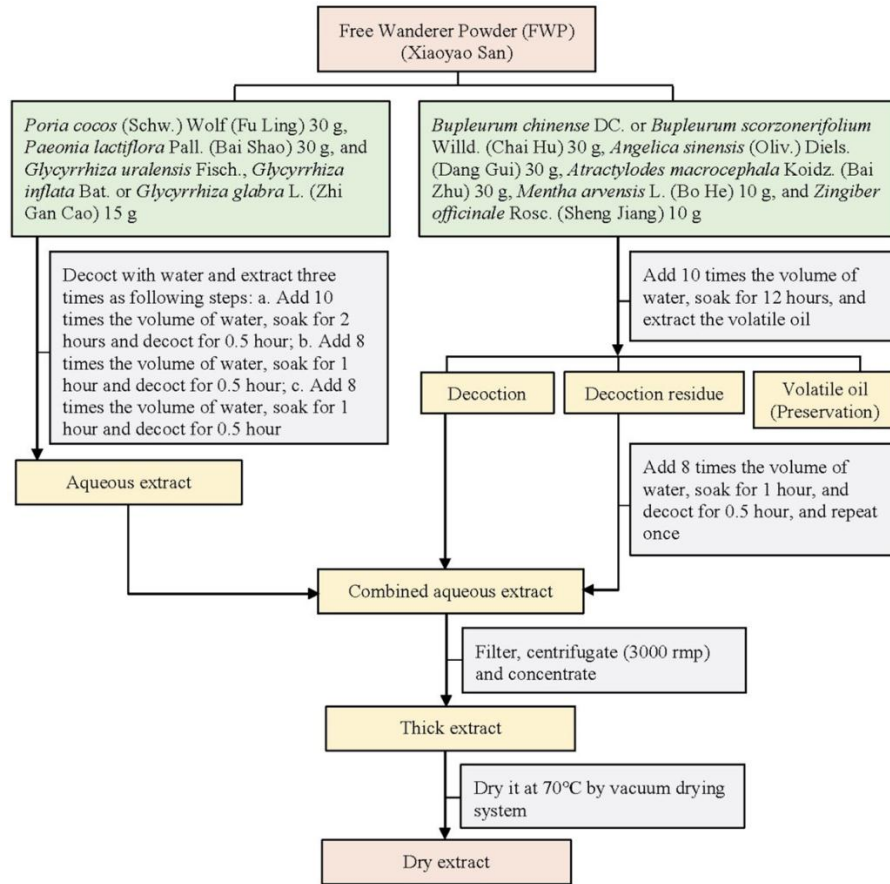 Free Wanderer Powder (FWP)
(Xiaoyao San)
Poria cocos (Schw.) Wolf (Fu Ling) 30 g,
Paeonia lactiflora Pall. (Bai Shao) 30 g, and
Glycyrrhiza uralensis Fisch., Glycyrrhiza
inflata Bat. or Glycyrrhiza glabra L. (Zhi
Gan Cao) 15 g
Bupleurum chinense DC. or Bupleurum scorzonerifolium
Willd. (Chai Hu) 30 g, Angelica sinensis (Oliv.) Diels.
(Dang Gui) 30 g, Atractylodes macrocephala Koidz. (Bai
Zhu) 30 g, Mentha arvensis L. (Bo He) 10 g, and Zingiber
officinale Rosc. (Sheng Jiang) 10 g
Decoct with water and extract three
times as following steps: a. Add 10
times the volume of water, soak for 2
hours and decoct for 0.5 hour; b. Add 8
times the volume of water, soak for 1
hour and decoct for 0.5 hour; c. Add 8
times the volume of water, soak for 1
hour and decoct for 0.5 hour
Add 10 times the volume of
water, soak for 12 hours, and
extract the volatile oil
Decoction
Decoction residue
Volatile oil
(Preservation)
Aqueous extract
Add 8 times the volume of
water, soak for 1 hour, and
decoct for 0.5 hour, and repeat
once
Combined aqueous extract
Filter, centrifugate (3000 rmp)
and concentrate
Thick extract
Dry it at 70°C by vacuum drying
system
Dry extract